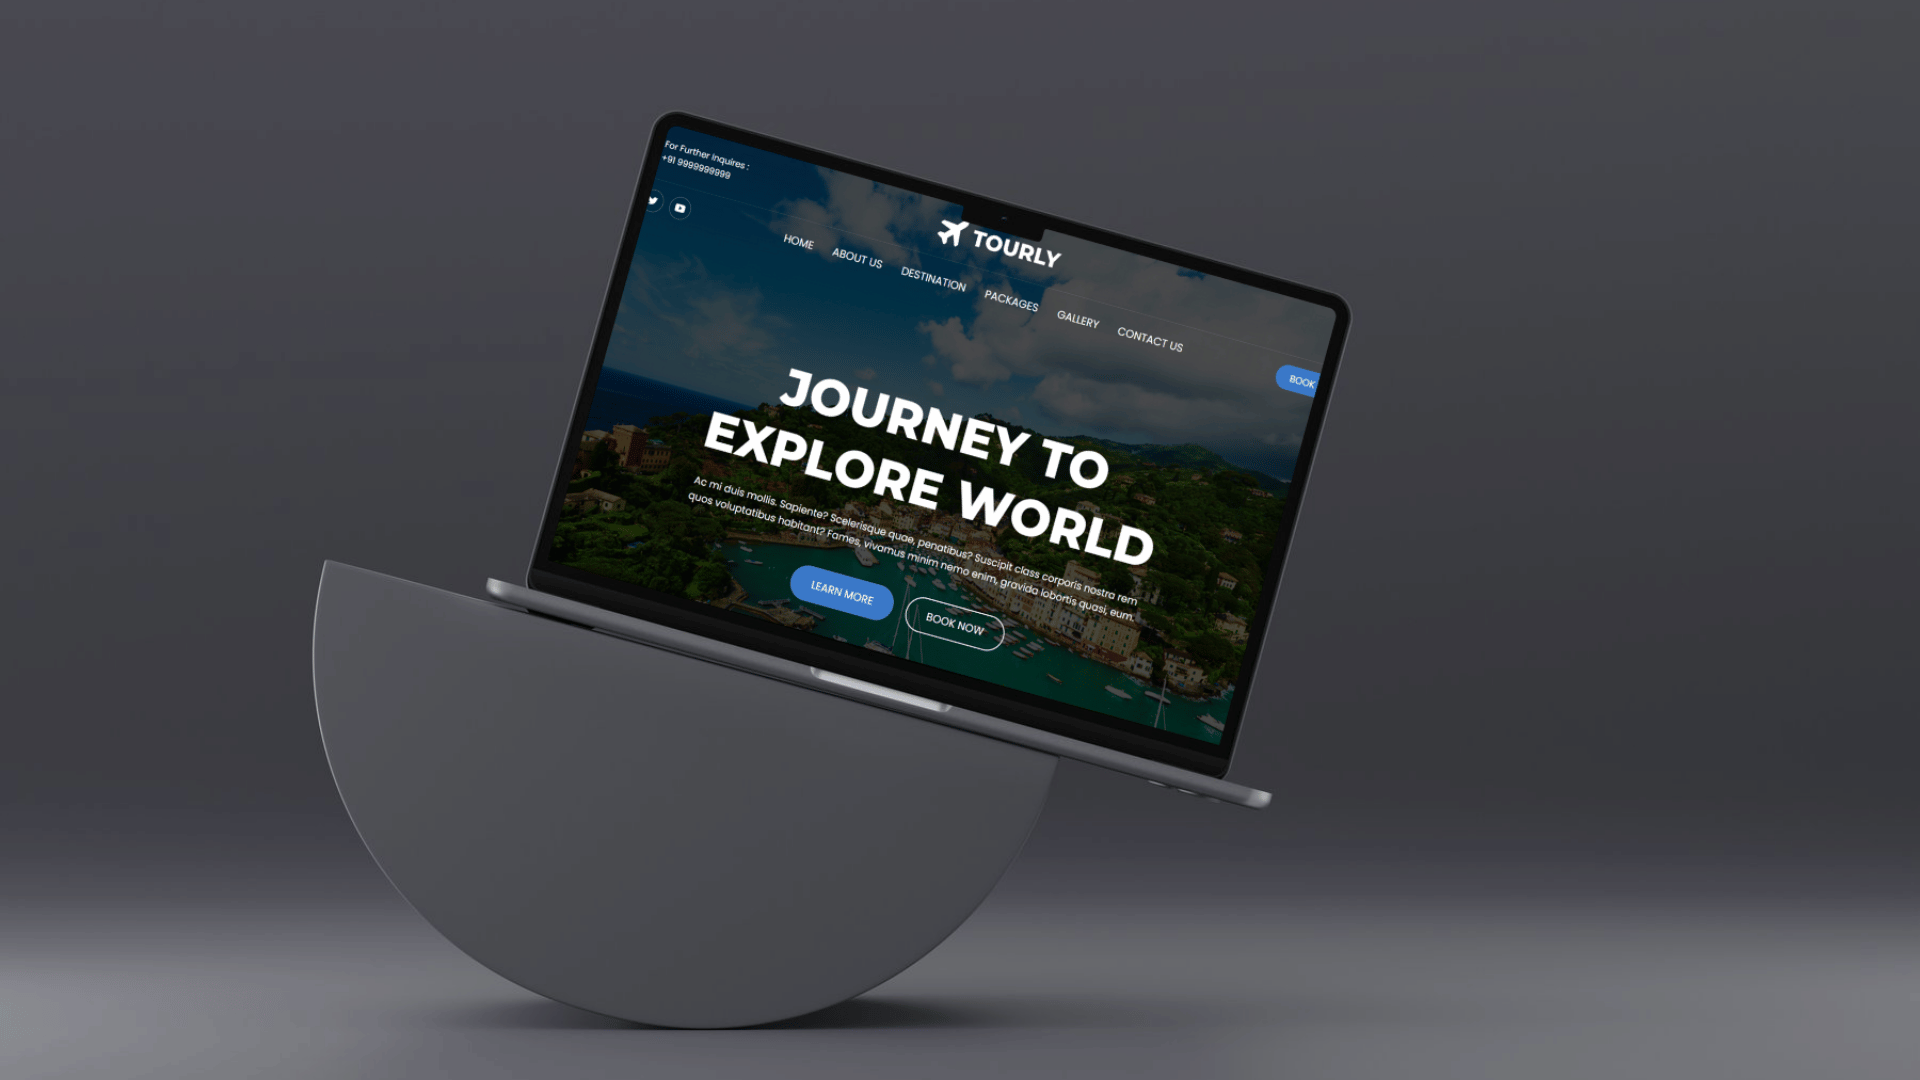 For Further Inquires :
+91 9999999999
TOURLY
HOME ABOUT US DESTINATION PACKAGES GALLERY CONTACT US
BOOK
JOURNEY TO
EXPLORE WORLD
Ac mi duis mollis. Sapiente? Scelerisque quae, penatibus? Suscipit class corporis nostra rem
quos voluptatibus habitant? Fames, vivamus minim nemo enim, gravida lobortis quasi, eum.
LEARN MORE BOOK NOW